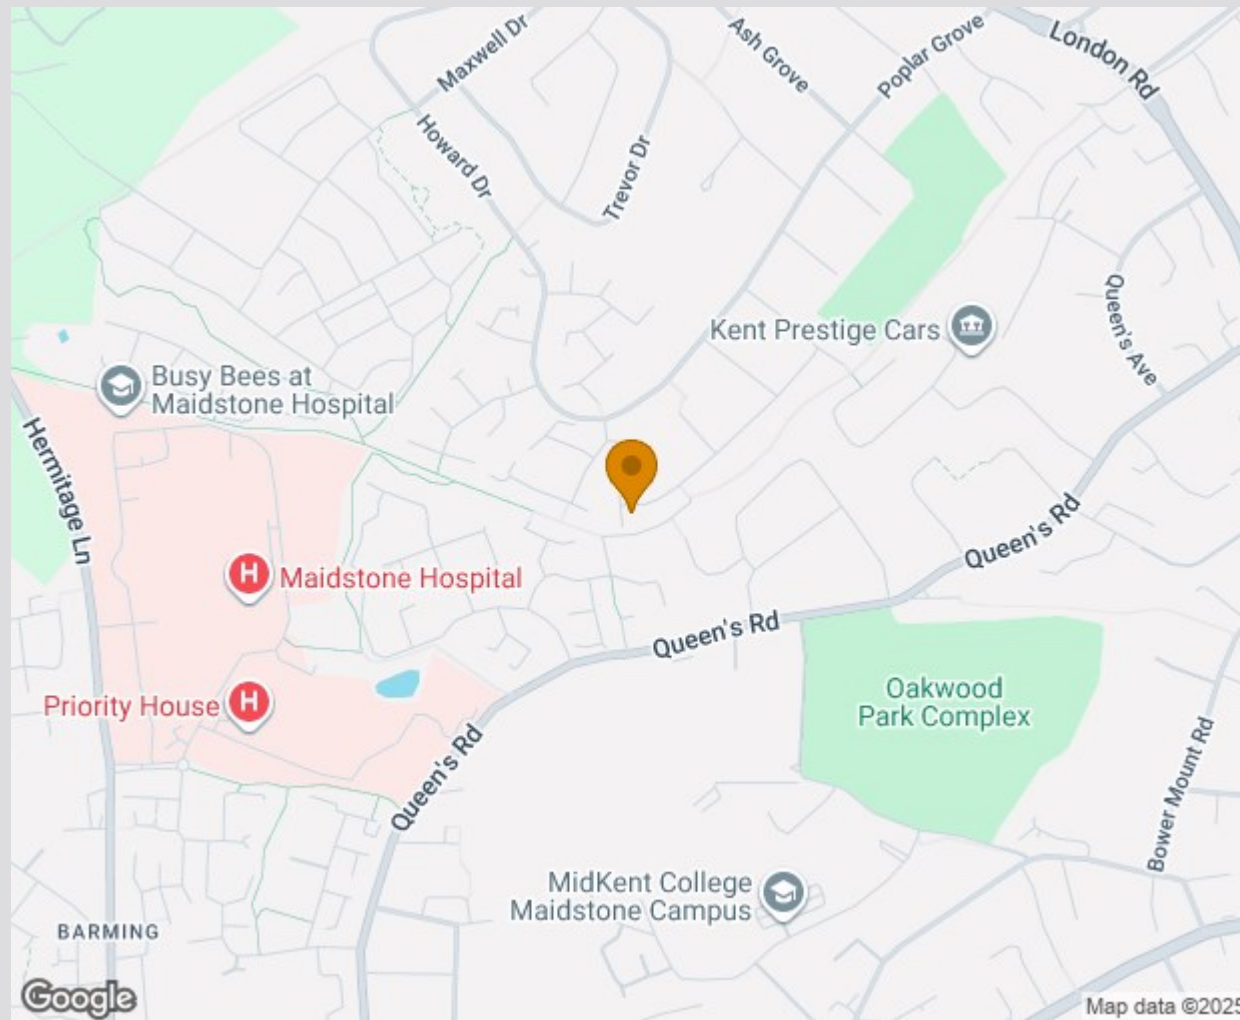 Maxwell Dr
Ash Grove
Poplar Grove
London Rd
Howard Dr
Trevor Dr
Queen's Ave
Kent Prestige Cars
Busy Bees at
Maidstone Hospital
Hermitage Ln
Queen's Rd
H
Maidstone Hospital
Queen's Rd
Oakwood
Park Complex
H
Priority House
Queen's Rd
Bower Mount Rd
MidKent College
Maidstone Campus
BARMING
Google
Map data ©2025